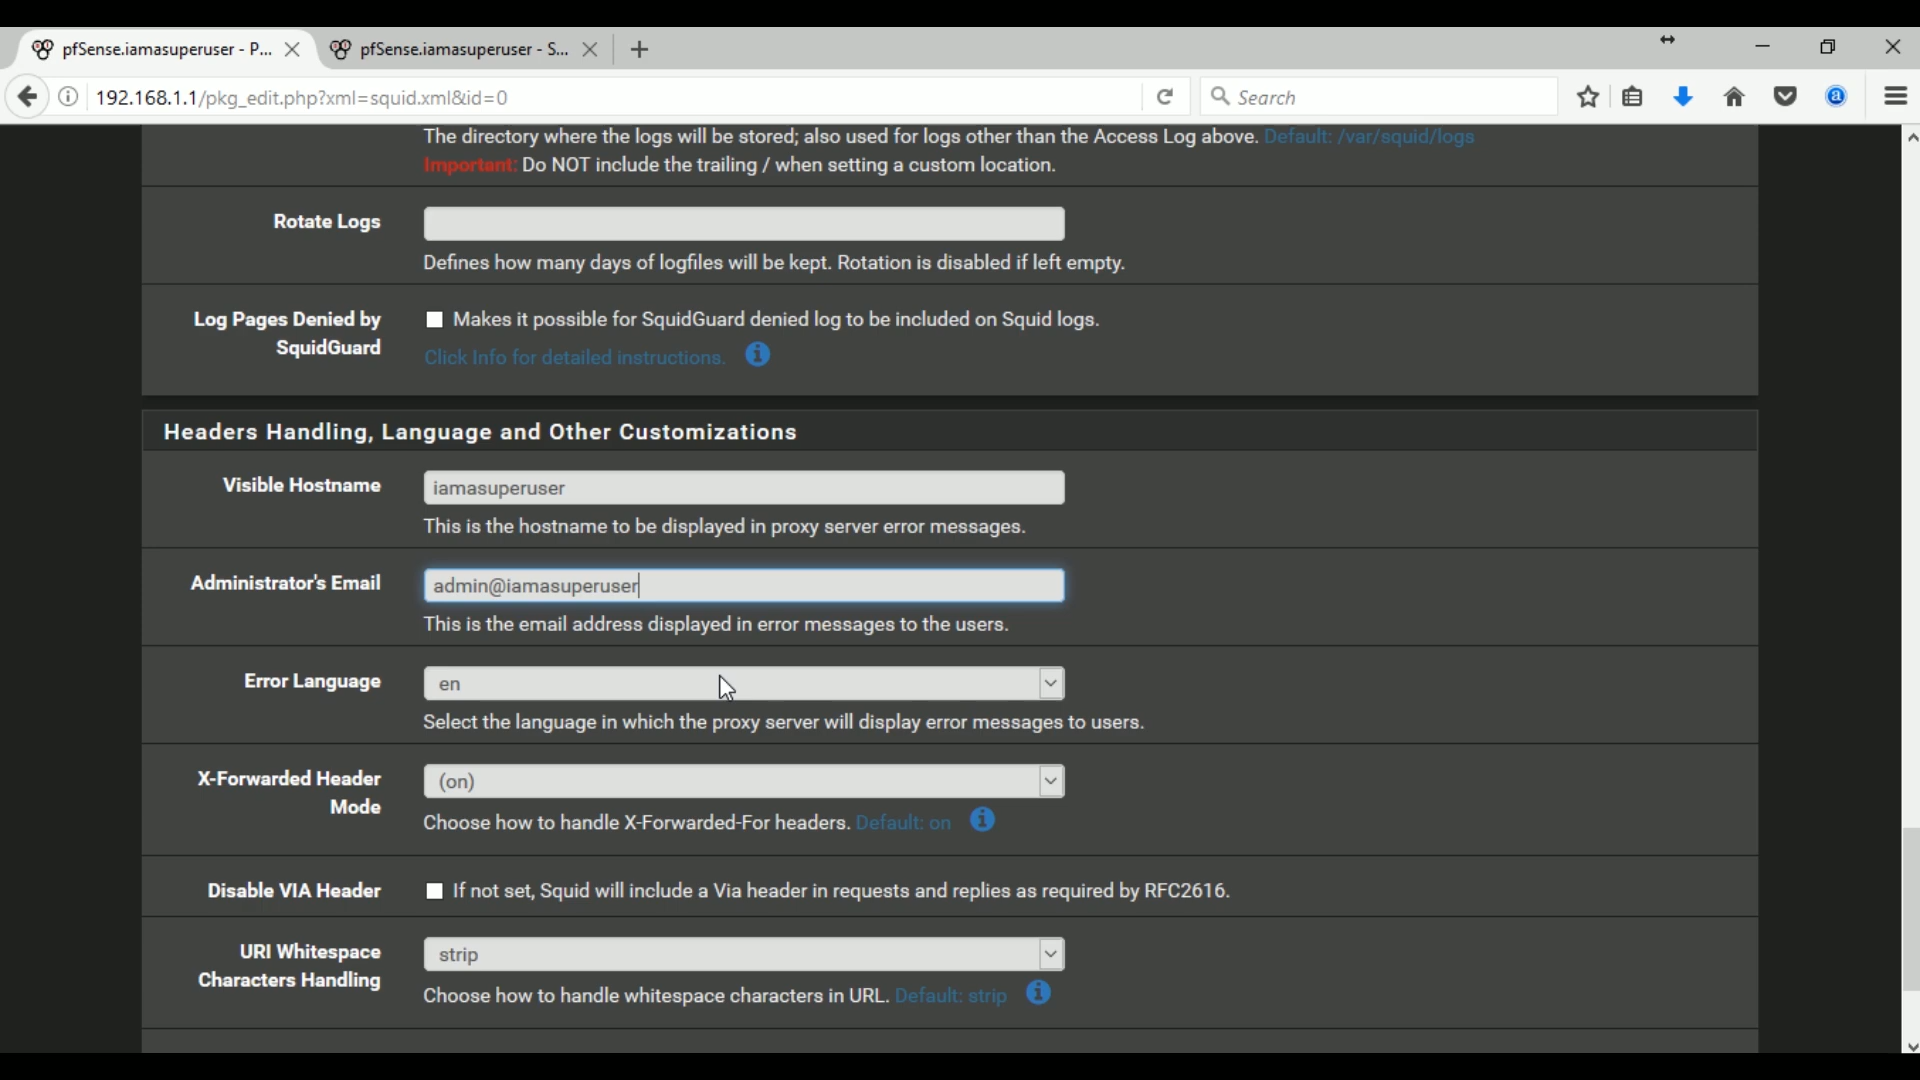 pfSense.iamasuperuser - P...
pfSense.iamasuperuser - S...
192.168.1.1/pkg_edit.php?xml=squid.xml&id=0
Search
The directory where the logs will be stored; also used for logs other than the Access Log above. Default: /var/squid/logs
Important: Do NOT include the trailing / when setting a custom location.
Rotate Logs
Defines how many days of logfiles will be kept. Rotation is disabled if left empty.
Log Pages Denied by
SquidGuard
Makes it possible for SquidGuard denied log to be included on Squid logs.
Click Info for detailed instructions.
Headers Handling, Language and Other Customizations
Visible Hostname
iamasuperuser
This is the hostname to be displayed in proxy server error messages.
Administrator's Email
admin@iamasuperuser
This is the email address displayed in error messages to the users.
Error Language
en
Select the language in which the proxy server will display error messages to users.
X-Forwarded Header
Mode
(on)
Choose how to handle X-Forwarded-For headers. Default: on
Disable VIA Header
If not set, Squid will include a Via header in requests and replies as required by RFC2616.
URI Whitespace
Characters Handling
strip
Choose how to handle whitespace characters in URL. Default: strip